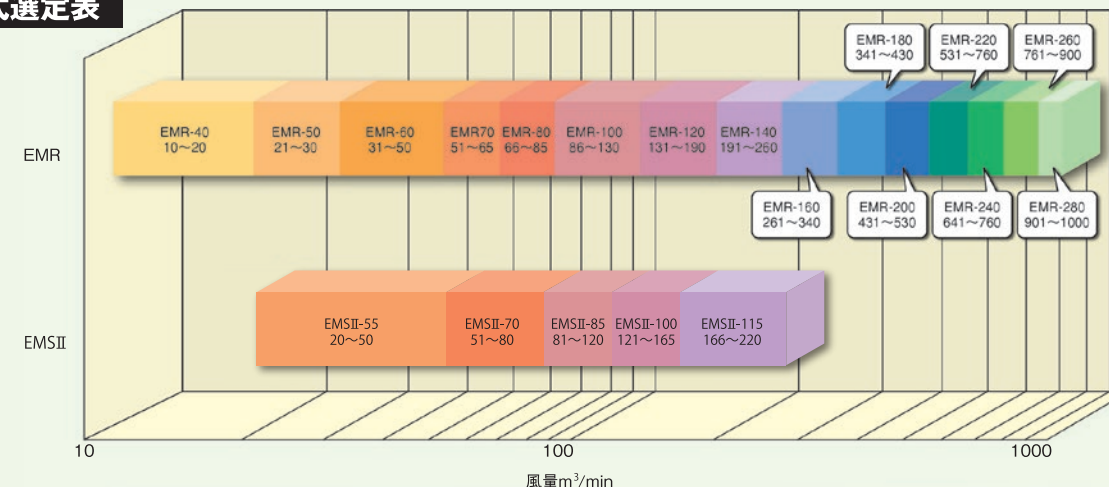 式選定表
EMR-180
341～430
EMR-220
531～760
EMR-260
761～900
EMR
EMR-40
10～20
EMR-50
21～30
EMR-60
31～50
EMR70
51～65
EMR-80
66～85
EMR-100
86～130
EMR-120
131～190
EMR-140
191～260
EMR-160
261～340
EMR-200
431～530
EMR-240
641～760
EMR-280
901～1000
EMSⅡ
EMSⅡ-55
20～50
EMSⅡ-70
51～80
EMSⅡ-85
81～120
EMSⅡ-100
121～165
EMSⅡ-115
166～220
10
100
1000
風量m³/min